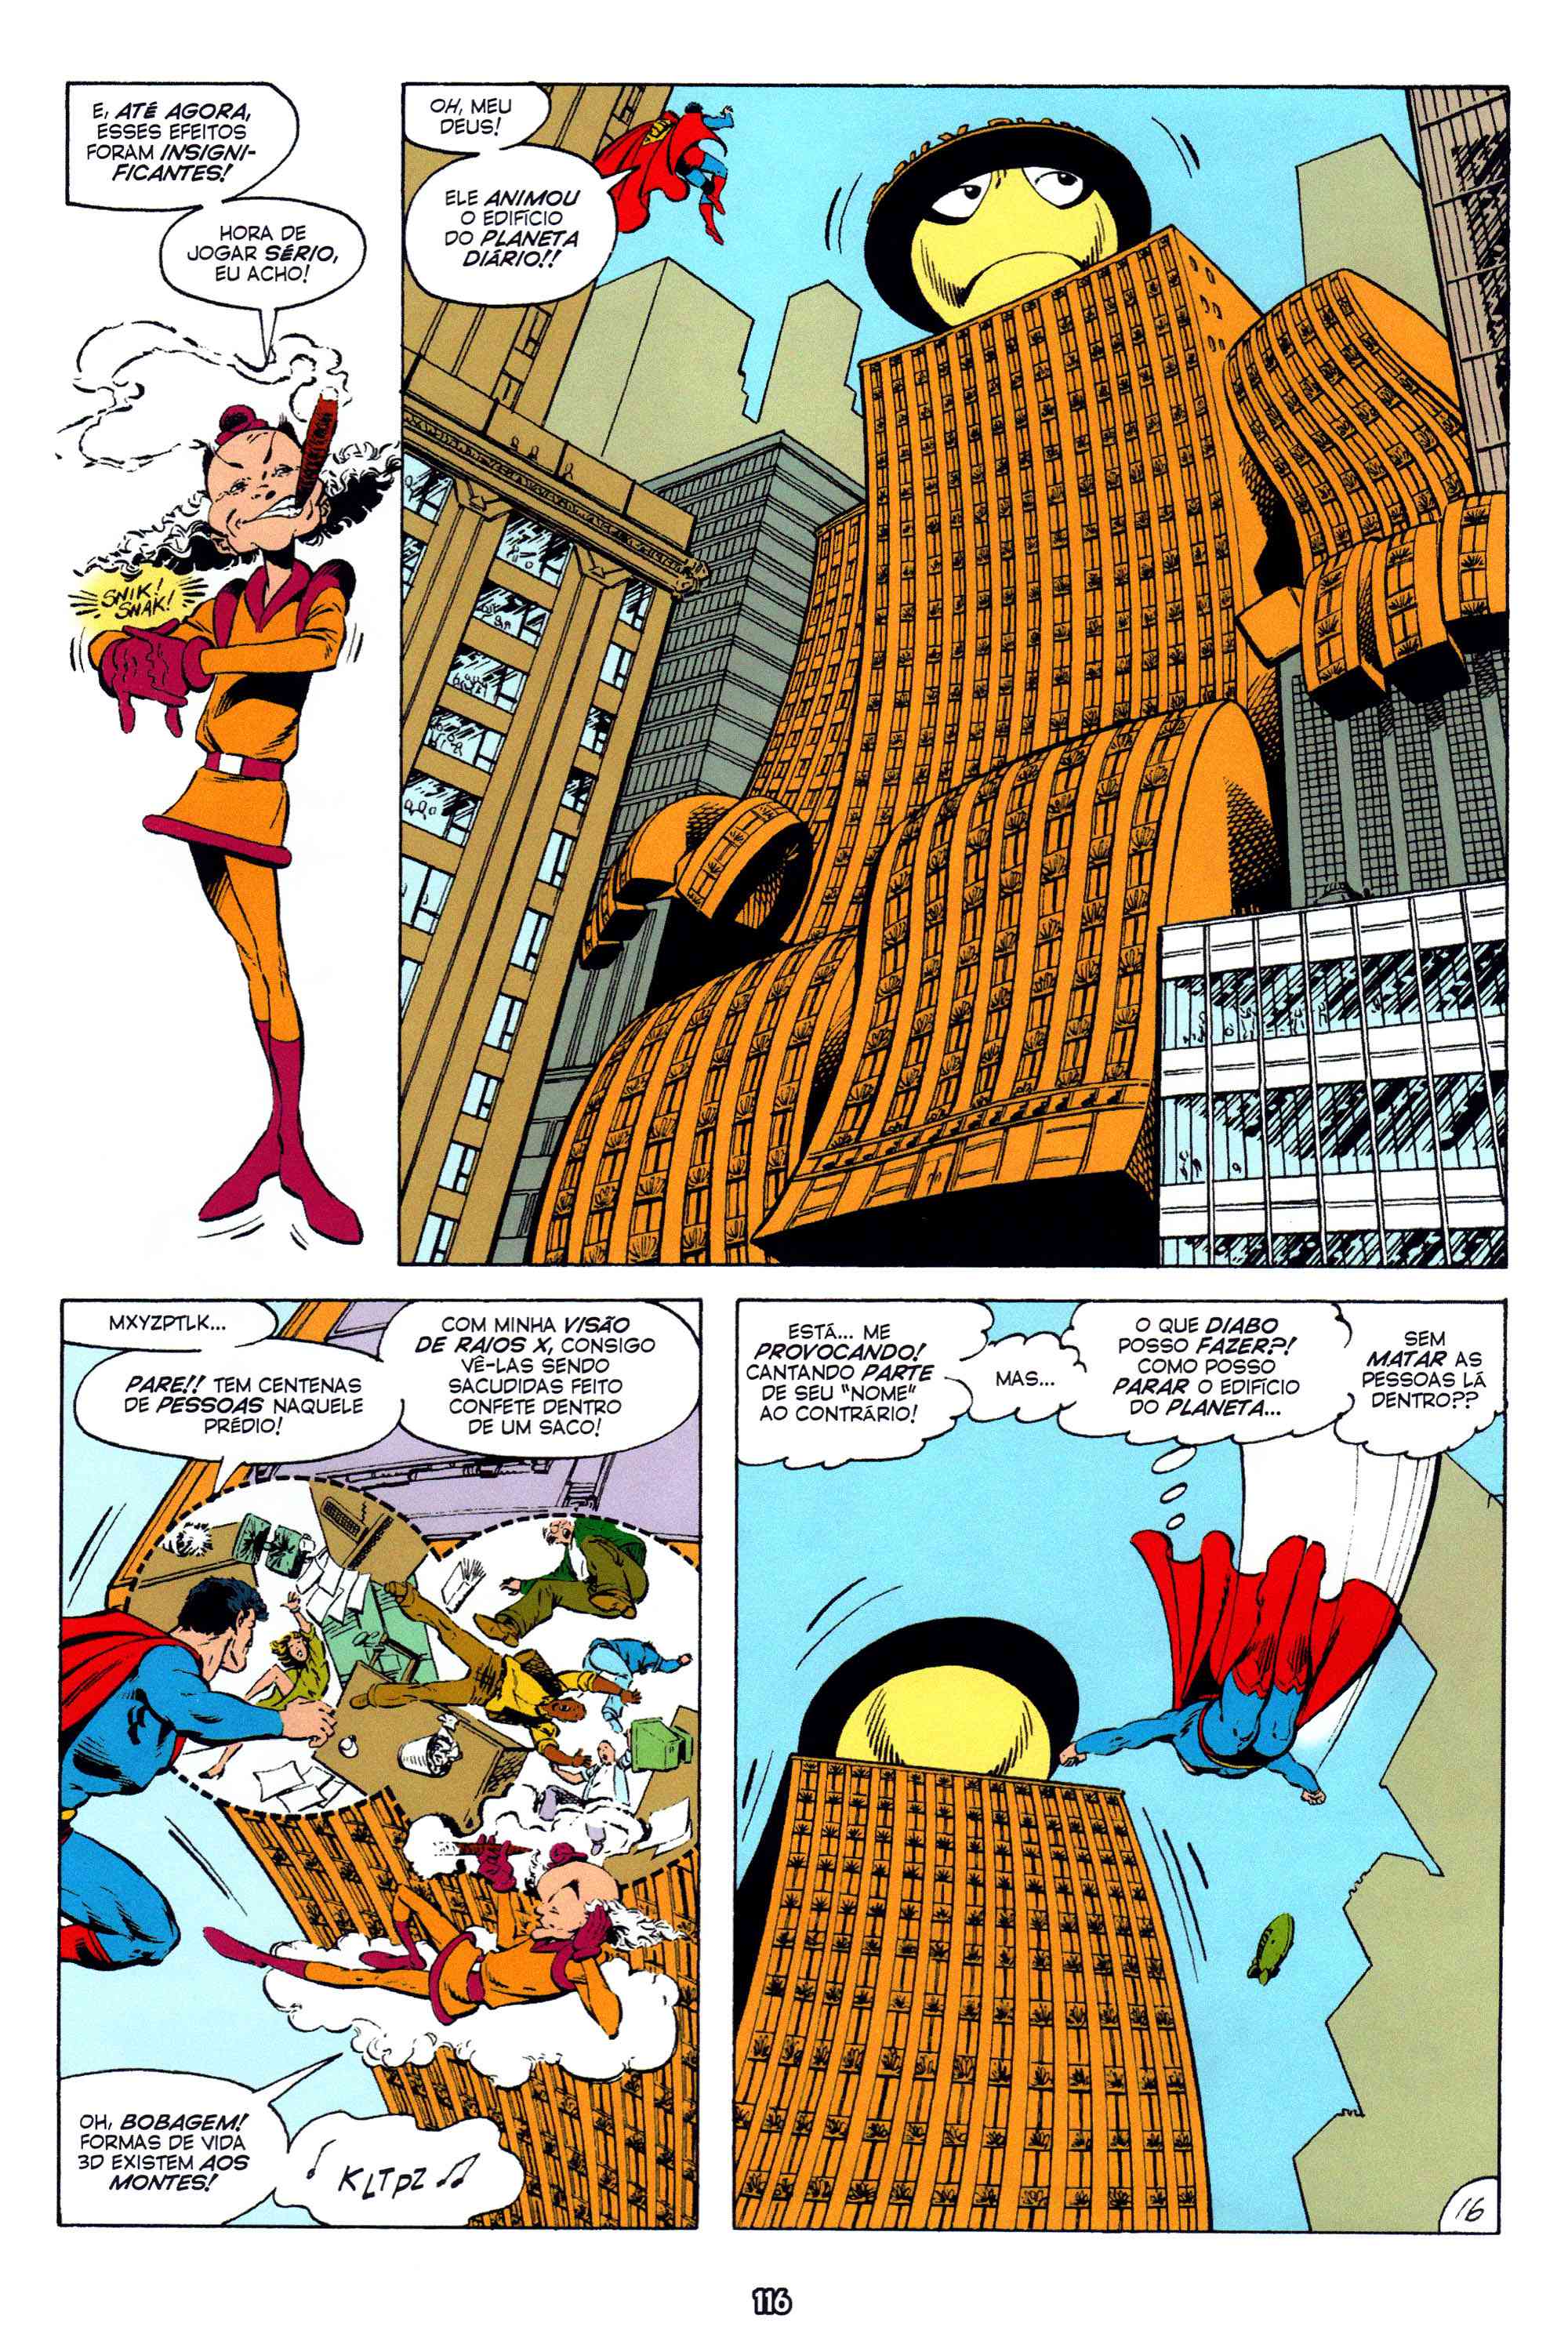 E, ATÉ AGORA,
ESSES EFEITOS
FORAM INSIGNI-
FICANTES!
HORA DE
JOGAR SÉRIO,
EU ACHO!
SNIK!
SNAK!
OH, MEU
DEUS!
ELE ANIMOU
O EDIFÍCIO
DO PLANETA
DIÁRIO!!
MXYZPTLK...
PARE!! TEM CENTENAS
DE PESSOAS NAQUELE
PRÉDIO!
COM MINHA VISÃO
DE RAIOS X, CONSIGO
VÊ-LAS SENDO
SACUDIDAS FEITO
CONFETE DENTRO
DE UM SACO!
OH, BOBAGEM!
FORMAS DE VIDA
3D EXISTEM AOS
MONTES!
♪ KLTPZ ♫
ESTÁ... ME
PROVOCANDO!
CANTANDO PARTE
DE SEU "NOME"
AO CONTRÁRIO!
MAS...
O QUE DIABO
POSSO FAZER?!
COMO POSSO
PARAR O EDIFÍCIO
DO PLANETA...
SEM
MATAR AS
PESSOAS LÁ
DENTRO??
16
116